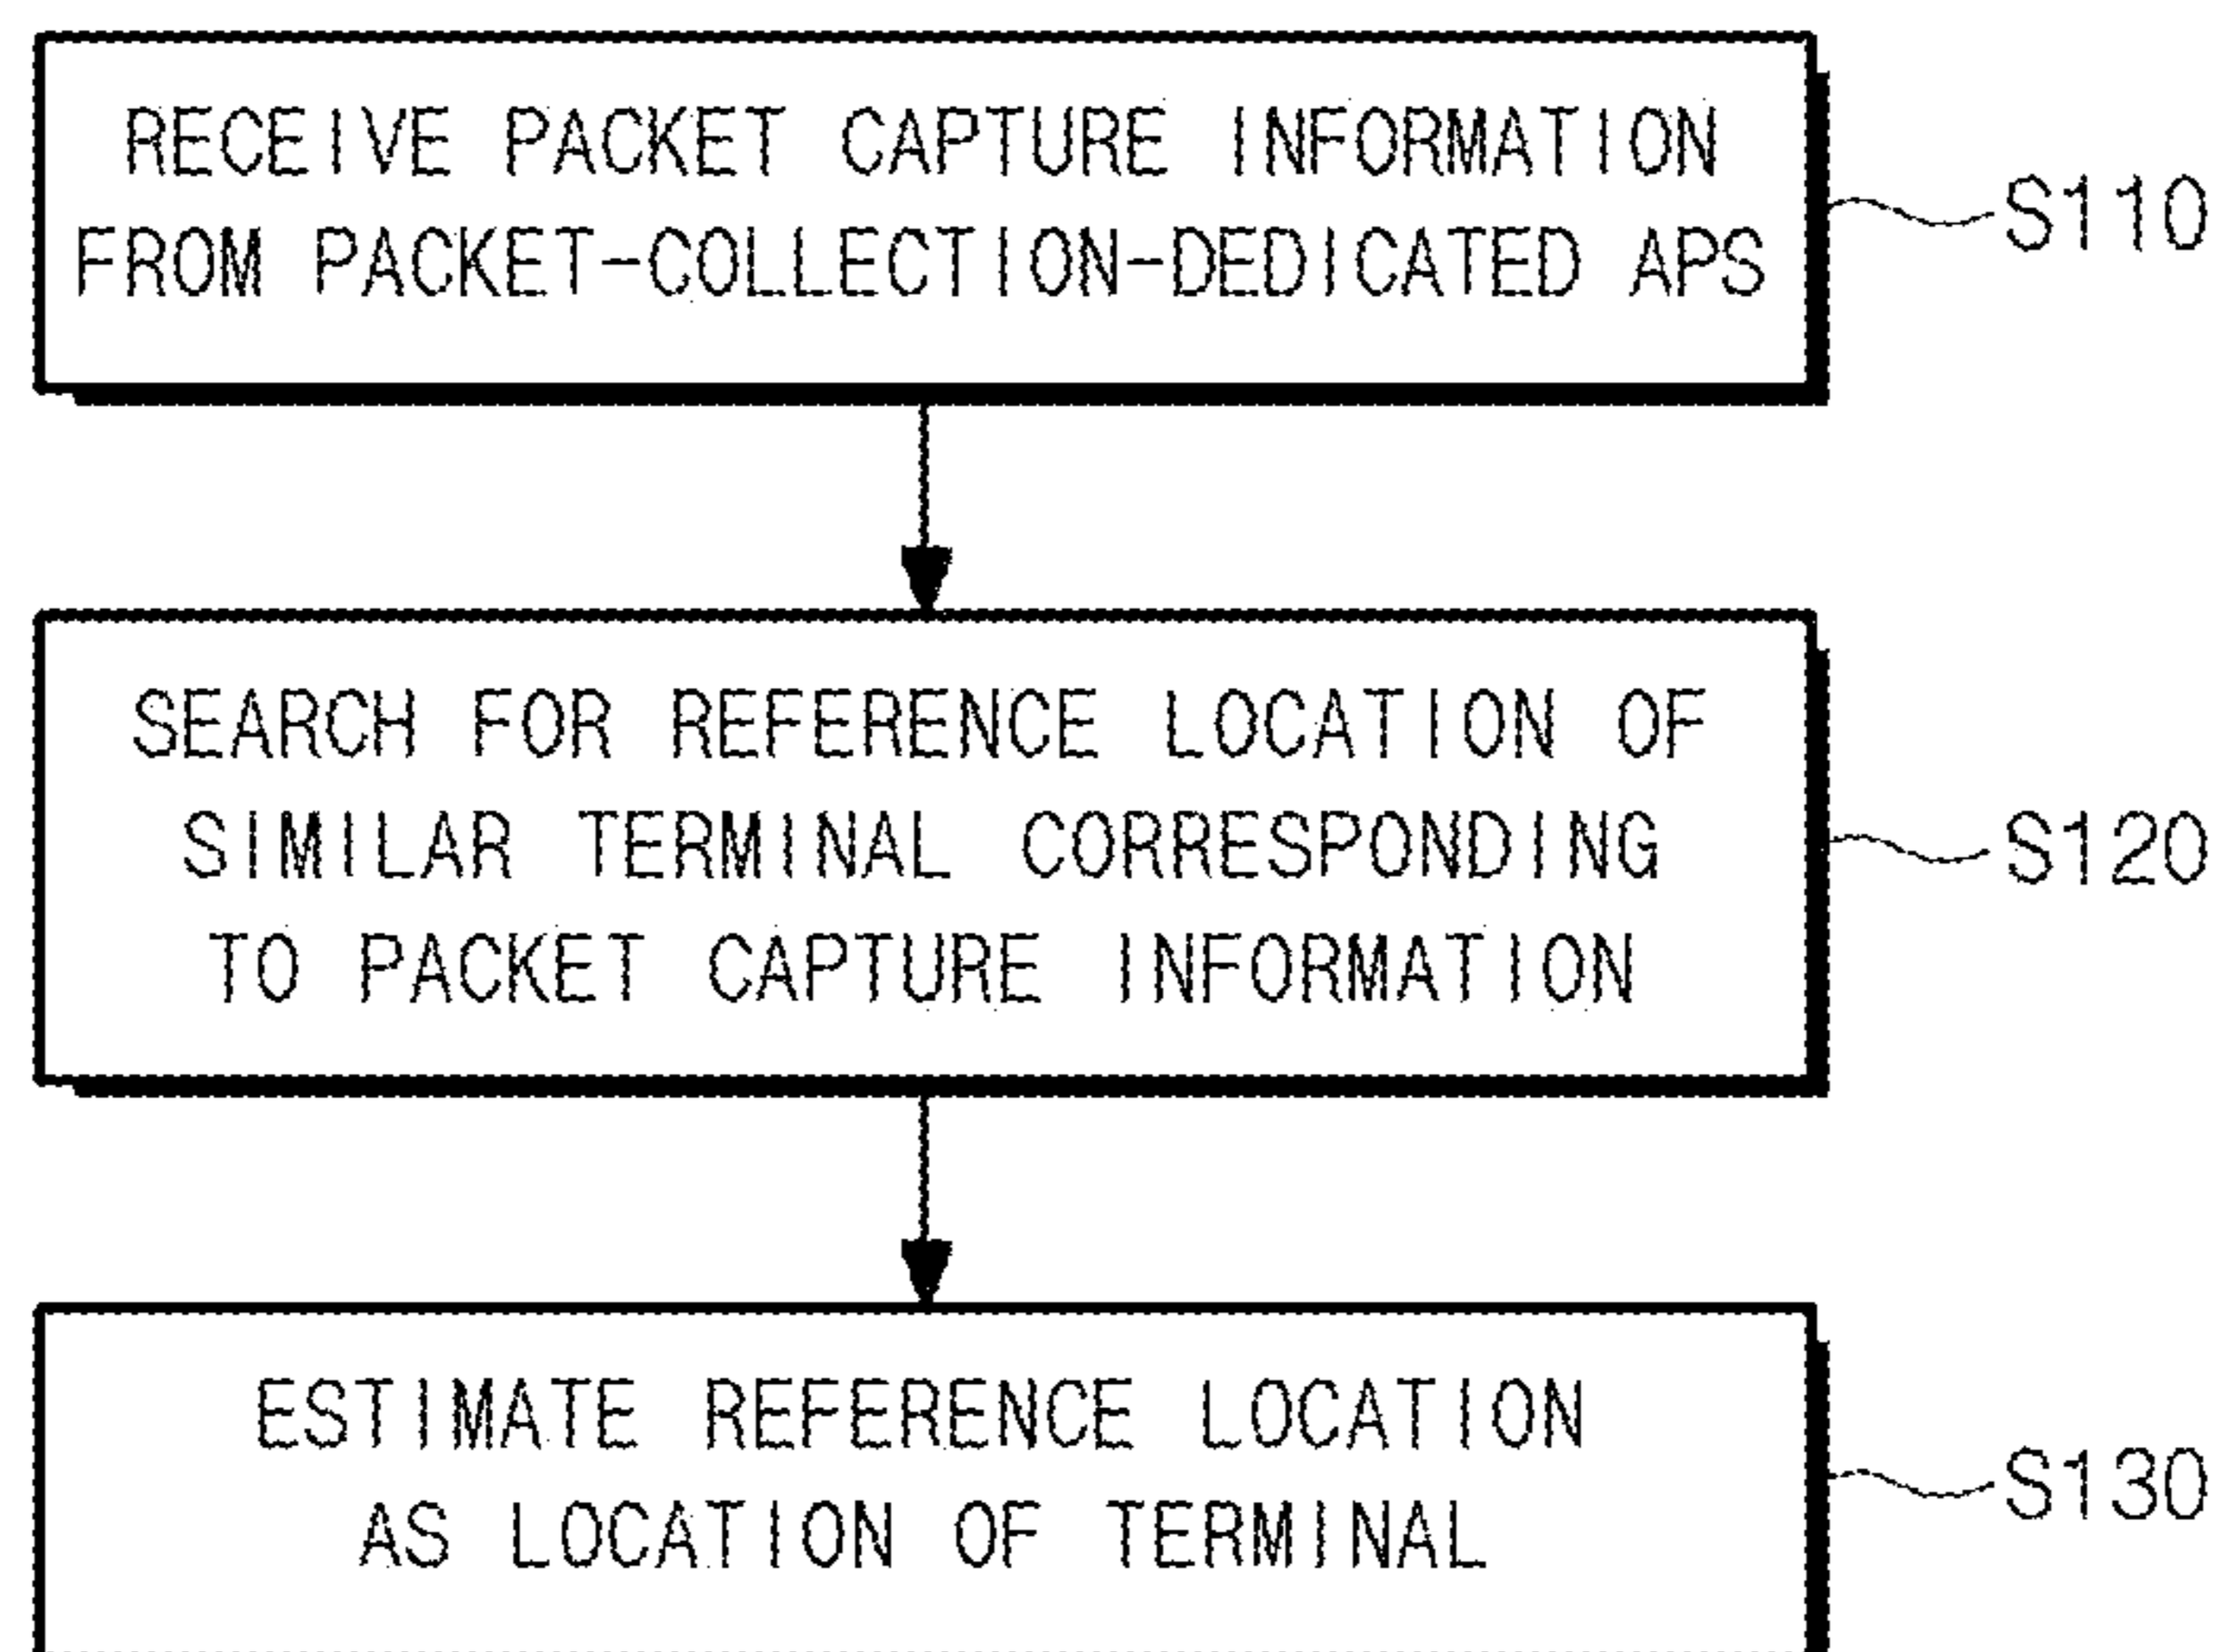 RECEIVE PACKET CAPTURE INFORMATION
FROM PACKET-COLLECTION-DEDICATED APS
S110
SEARCH FOR REFERENCE LOCATION OF
SIMILAR TERMINAL CORRESPONDING
TO PACKET CAPTURE INFORMATION
S120
ESTIMATE REFERENCE LOCATION
AS LOCATION OF TERMINAL
S130